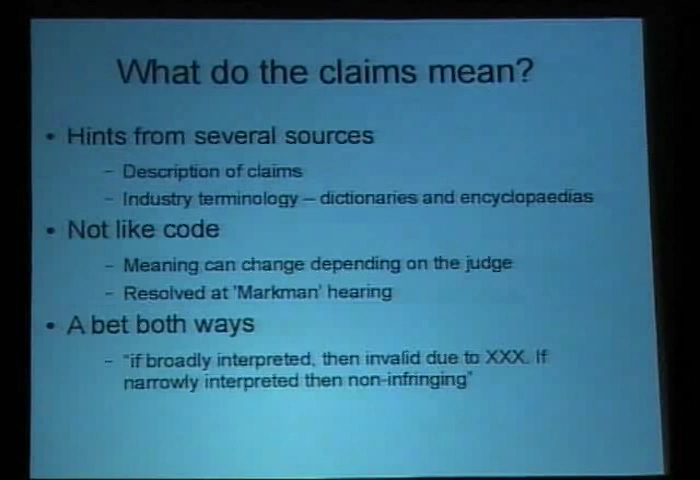 What do the claims mean?
• Hints from several sources
– Description of claims
– Industry terminology – dictionaries and encyclopaedias
• Not like code
– Meaning can change depending on the judge
– Resolved at 'Markman' hearing
• A bet both ways
– "if broadly interpreted, then invalid due to XXX. If
narrowly interpreted then non-infringing"